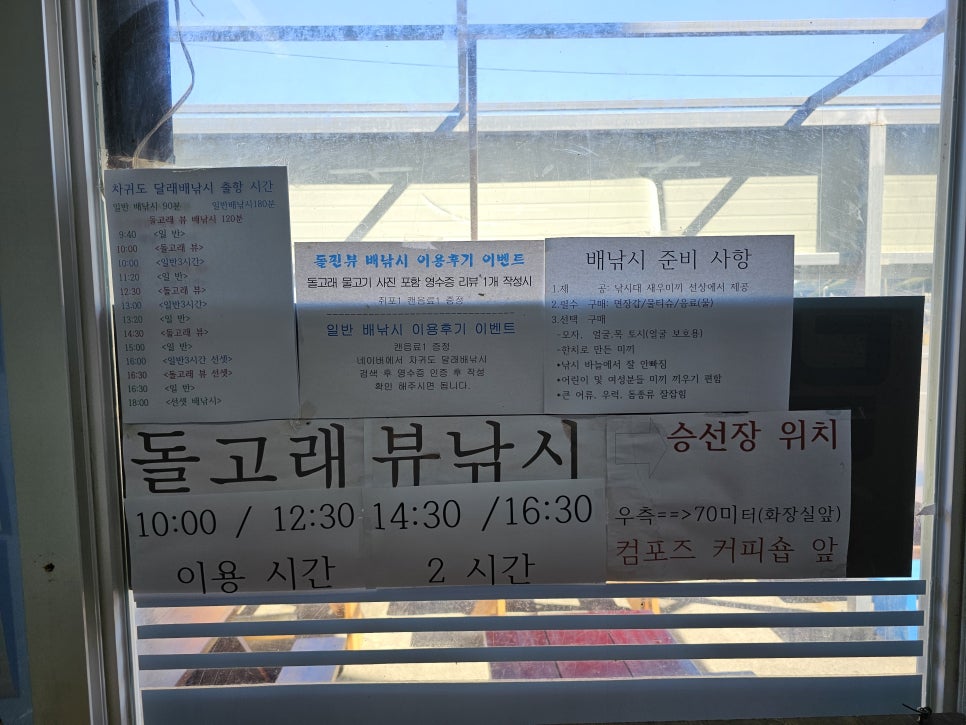 차귀도 달래배낚시 출항 시간
일반 배낚시 90분 일반배낚시180분
돌고래 뷰 배낚시 120분
9:40 <일 반>
10:00 <돌고래 뷰>
10:00 <일반3시간>
11:20 <일 반>
12:30 <돌고래 뷰>
13:00 <일반3시간>
13:20 <일 반>
14:30 <돌고래 뷰>
15:00 <일 반>
16:00 <일반3시간 선셋>
16:30 <돌고래 뷰 선셋>
16:30 <일 반>
18:00 <선셋 배낚시>
돌핀뷰 배낚시 이용후기 이벤트
돌고래 물고기 사진 포함 영수증 리뷰 1개 작성시
쥐포1 캔음료1 증정
일반 배낚시 이용후기 이벤트
캔음료1 증정
네이버에서 차귀도 달래배낚시
검색 후 영수증 인증 후 작성
확인 해주시면 됩니다.
배낚시 준비 사항
1.제 공: 낚시대 새우미끼 선상에서 제공
2.필수 구매: 면장갑/물티슈/음료(물)
3.선택 구매
-모자. 얼굴.목 토시(얼굴 보호용)
-한치로 만든 미끼
*낚시 바늘에서 잘 안빠짐
*어린이 및 여성분들 미끼 끼우기 편함
*큰 어류. 우럭. 돔종류 잘잡힘
돌고래 뷰낚시
10:00 / 12:30 14:30 /16:30
이용 시간 2 시간
승선장 위치
우측==>70미터(화장실앞)
컴포즈 커피숍 앞